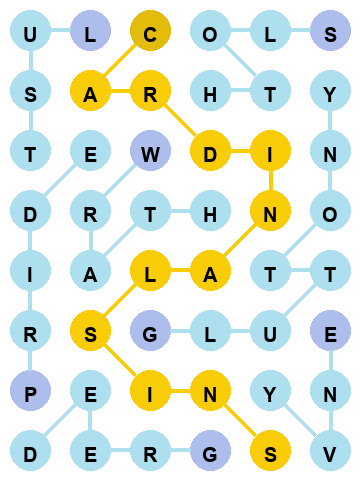 U L C O L S
S A R H T Y
T E W D I N
D R T H N O
I A L A T T
R S G L U E
P E I N Y N
D E R G S V